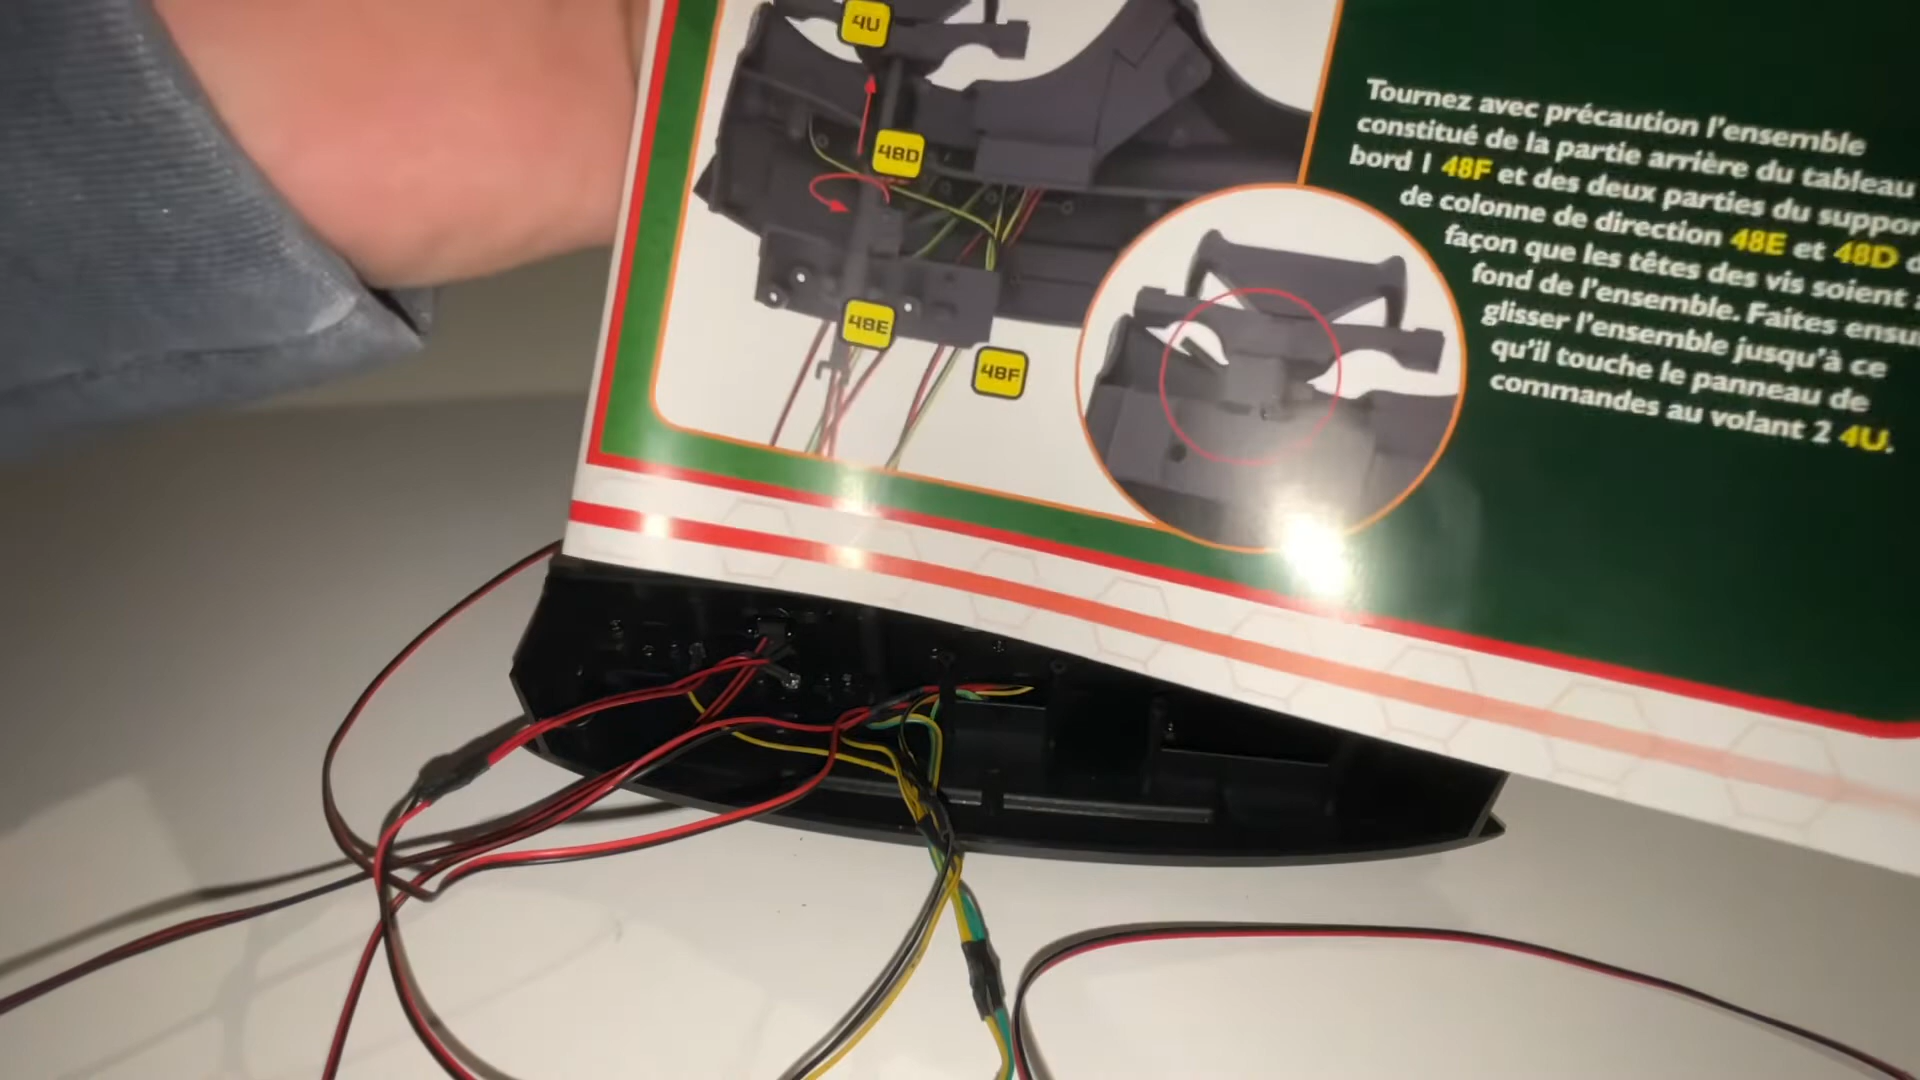 4U
48D
48E
48F
Tournez avec précaution l'ensemble
constitué de la partie arrière du tableau
bord 1 48F et des deux parties du suppor
de colonne de direction 48E et 48D d
façon que les têtes des vis soient
fond de l'ensemble. Faites ensu
glisser l'ensemble jusqu'à ce
qu'il touche le panneau de
commandes au volant 2 4U.